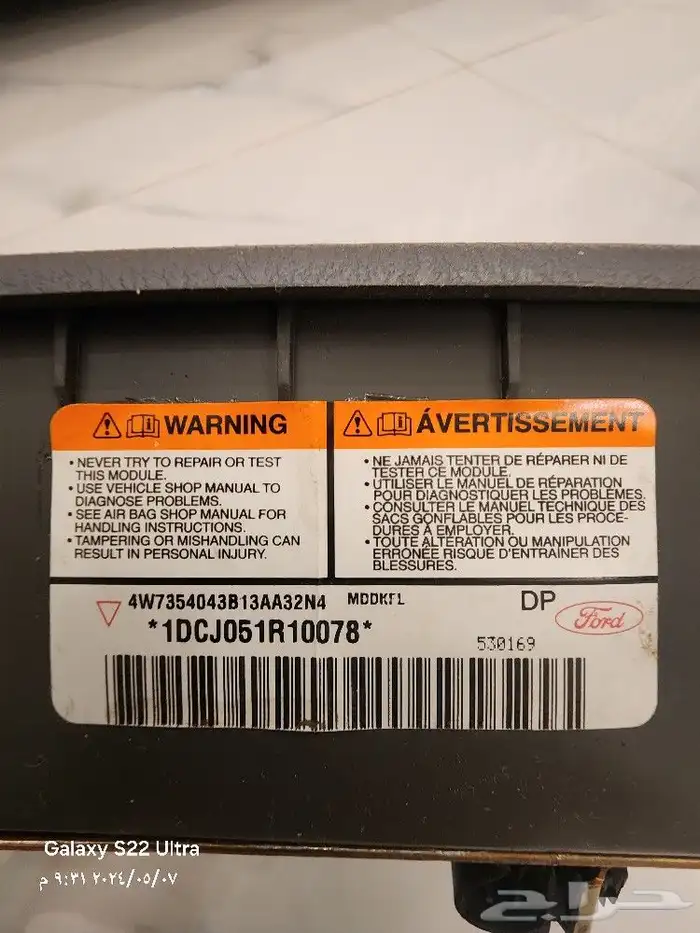 WARNING
• NEVER TRY TO REPAIR OR TEST
THIS MODULE.
• USE VEHICLE SHOP MANUAL TO
DIAGNOSE PROBLEMS.
• SEE AIR BAG SHOP MANUAL FOR
HANDLING INSTRUCTIONS.
• TAMPERING OR MISHANDLING CAN
RESULT IN PERSONAL INJURY.
ÁVERTISSEMENT
• NE JAMAIS TENTER DE RÉPARER NI DE
TESTER CE MODULE.
• UTILISER LE MANUEL DE RÉPARATION
POUR DIAGNOSTIQUER LES PROBLÈMES.
• CONSULTER LE MANUEL TECHNIQUE DES
SACS GONFLABLES POUR LES PROCE-
DURES À EMPLOYER.
• TOUTE ALTÉRATION OU MANIPULATION
ERRONÉE RISQUE D'ENTRAÎNER DES
BLESSURES.
4W7354043B13AA32N4 MDDKFL DP
Ford
*1DCJ051R10078*
530169
Galaxy S22 Ultra
٢٠٢٤/٠٥/٠٧ ٩:٣١ م
حراج